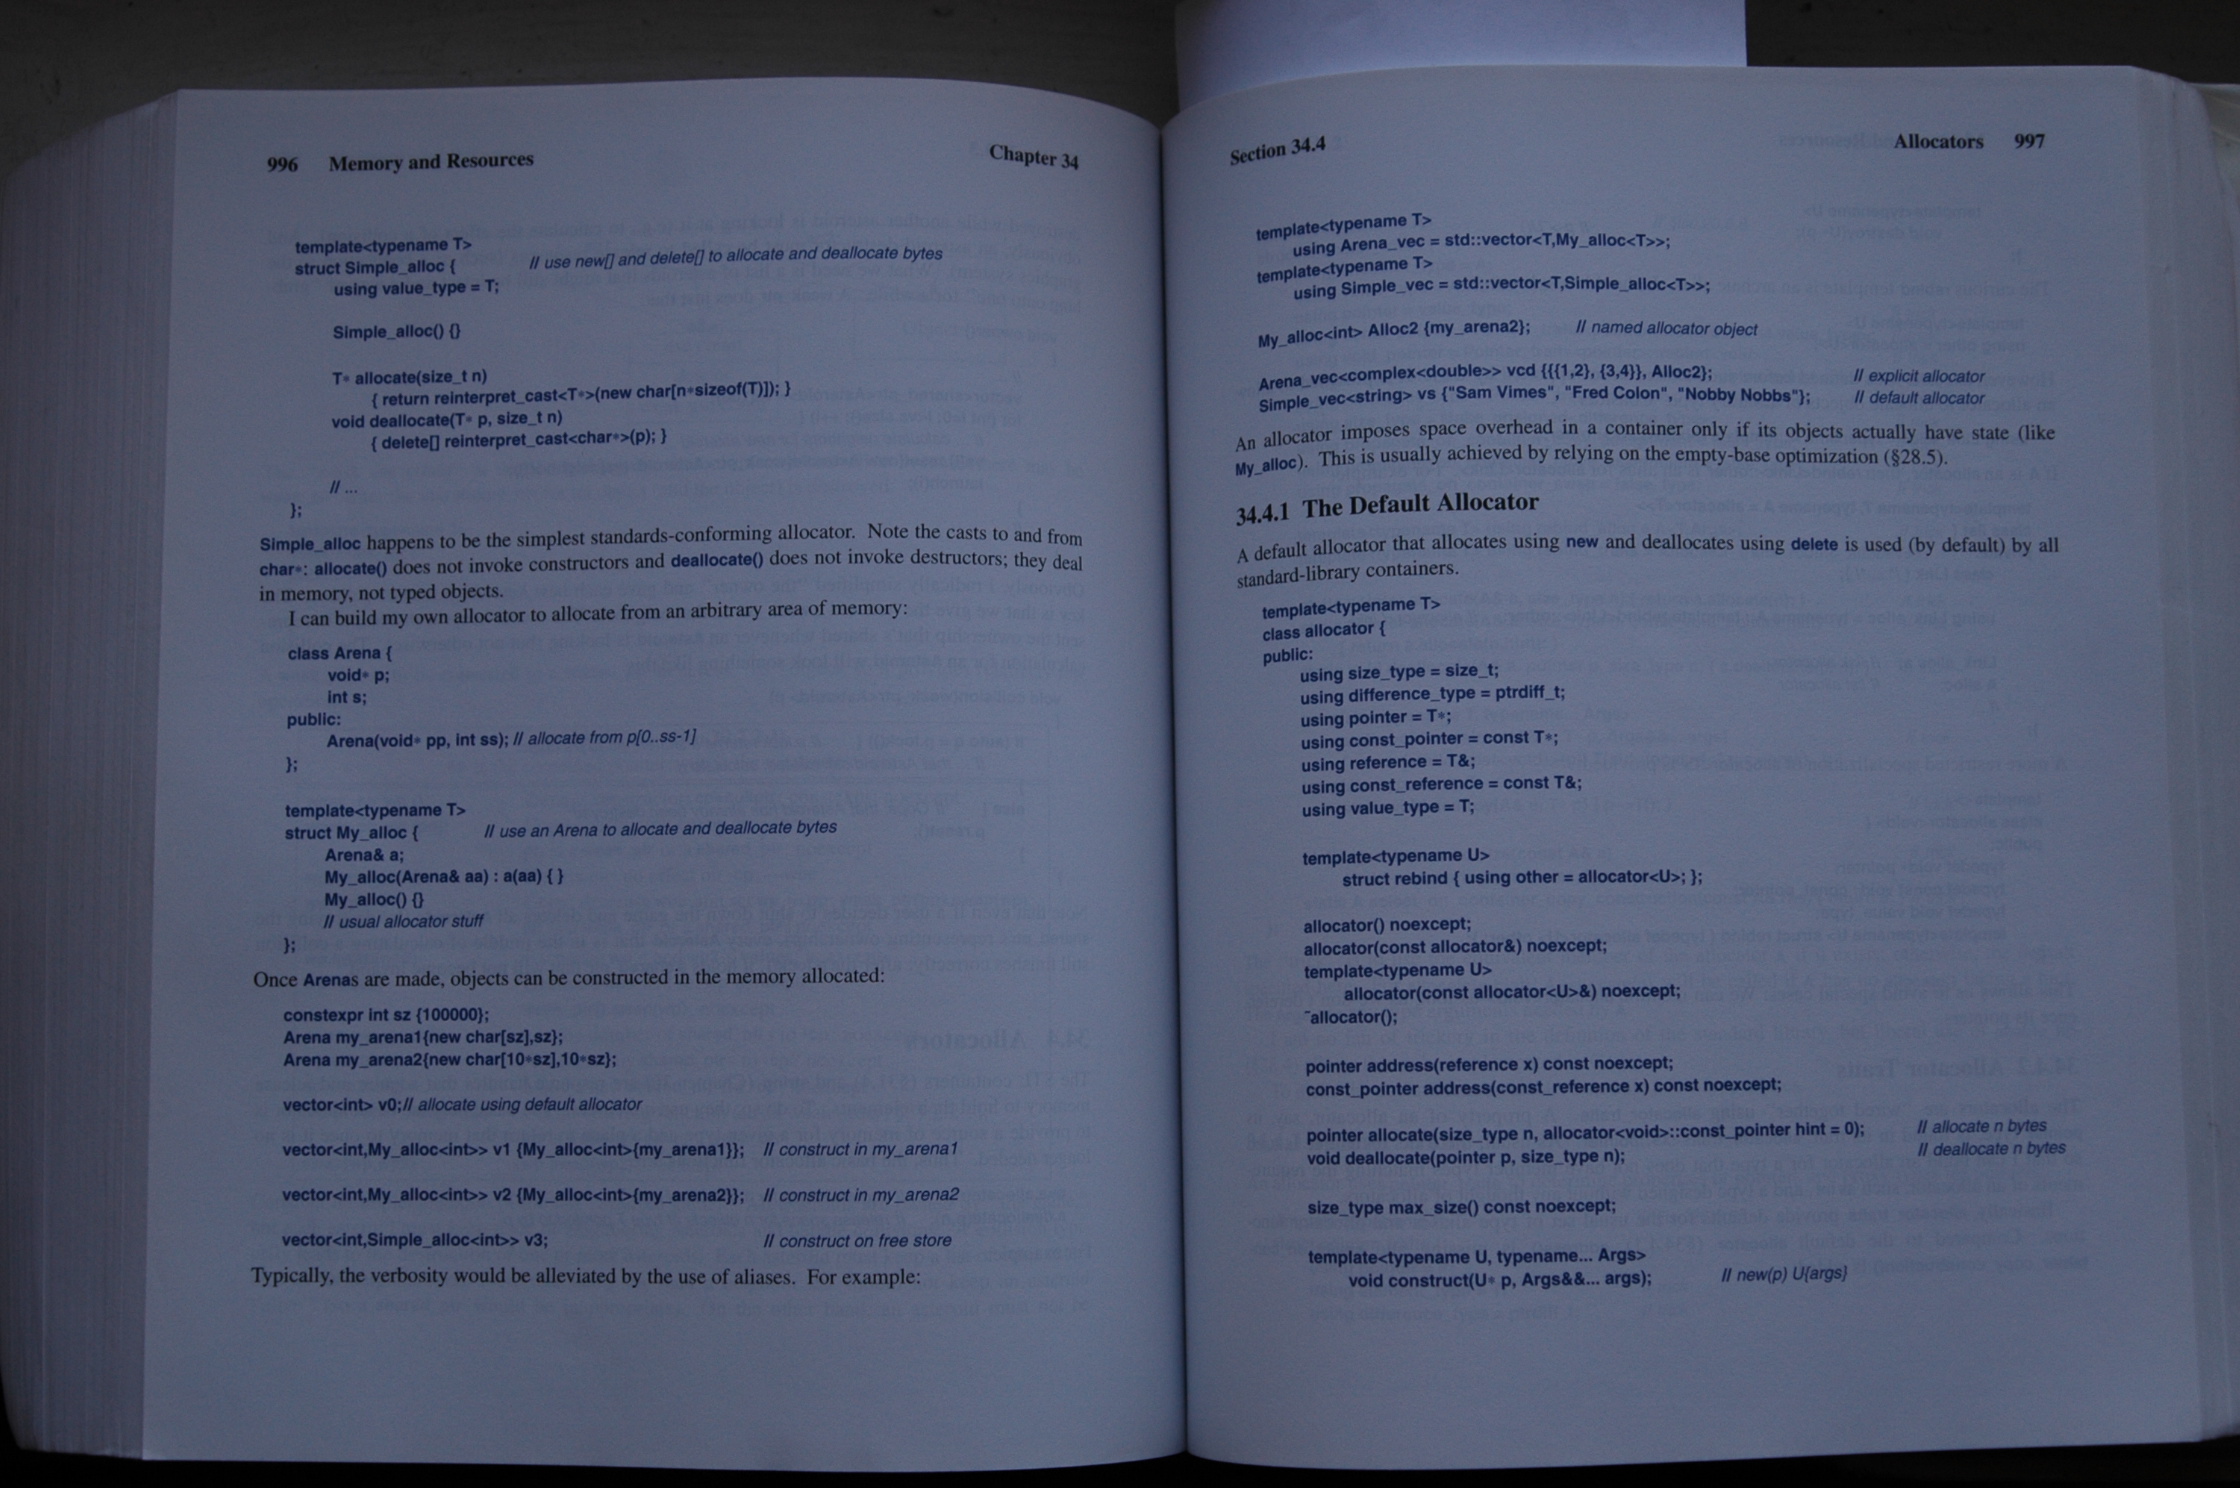 996 Memory and Resources Chapter 34
template<typename T>
struct Simple_alloc { // use new[] and delete[] to allocate and deallocate bytes
using value_type = T;
Simple_alloc() {}
T* allocate(size_t n)
{ return reinterpret_cast<T*>(new char[n*sizeof(T)]); }
void deallocate(T* p, size_t n)
{ delete[] reinterpret_cast<char*>(p); }
// ...
};
Simple_alloc happens to be the simplest standards-conforming allocator. Note the casts to and from
char*: allocate() does not invoke constructors and deallocate() does not invoke destructors; they deal
in memory, not typed objects.
I can build my own allocator to allocate from an arbitrary area of memory:
class Arena {
void* p;
int s;
public:
Arena(void* pp, int ss); // allocate from p[0..ss-1]
};
template<typename T>
struct My_alloc { // use an Arena to allocate and deallocate bytes
Arena& a;
My_alloc(Arena& aa) : a(aa) { }
My_alloc() {}
// usual allocator stuff
};
Once Arenas are made, objects can be constructed in the memory allocated:
constexpr int sz {100000};
Arena my_arena1{new char[sz],sz};
Arena my_arena2{new char[10*sz],10*sz};
vector<int> v0; // allocate using default allocator
vector<int,My_alloc<int>> v1 {My_alloc<int>{my_arena1}}; // construct in my_arena1
vector<int,My_alloc<int>> v2 {My_alloc<int>{my_arena2}}; // construct in my_arena2
vector<int,Simple_alloc<int>> v3; // construct on free store
Typically, the verbosity would be alleviated by the use of aliases. For example:
Section 34.4 Allocators 997
template<typename T>
using Arena_vec = std::vector<T,My_alloc<T>>;
template<typename T>
using Simple_vec = std::vector<T,Simple_alloc<T>>;
My_alloc<int> Alloc2 {my_arena2}; // named allocator object
Arena_vec<complex<double>> vcd {{{1,2}, {3,4}}, Alloc2}; // explicit allocator
Simple_vec<string> vs {"Sam Vimes", "Fred Colon", "Nobby Nobbs"}; // default allocator
An allocator imposes space overhead in a container only if its objects actually have state (like
My_alloc). This is usually achieved by relying on the empty-base optimization (§28.5).
34.4.1 The Default Allocator
A default allocator that allocates using new and deallocates using delete is used (by default) by all
standard-library containers.
template<typename T>
class allocator {
public:
using size_type = size_t;
using difference_type = ptrdiff_t;
using pointer = T*;
using const_pointer = const T*;
using reference = T&;
using const_reference = const T&;
using value_type = T;
template<typename U>
struct rebind { using other = allocator<U>; };
allocator() noexcept;
allocator(const allocator&) noexcept;
template<typename U>
allocator(const allocator<U>&) noexcept;
~allocator();
pointer address(reference x) const noexcept;
const_pointer address(const_reference x) const noexcept;
pointer allocate(size_type n, allocator<void>::const_pointer hint = 0); // allocate n bytes
void deallocate(pointer p, size_type n); // deallocate n bytes
size_type max_size() const noexcept;
template<typename U, typename... Args>
void construct(U* p, Args&&... args); // new(p) U{args}